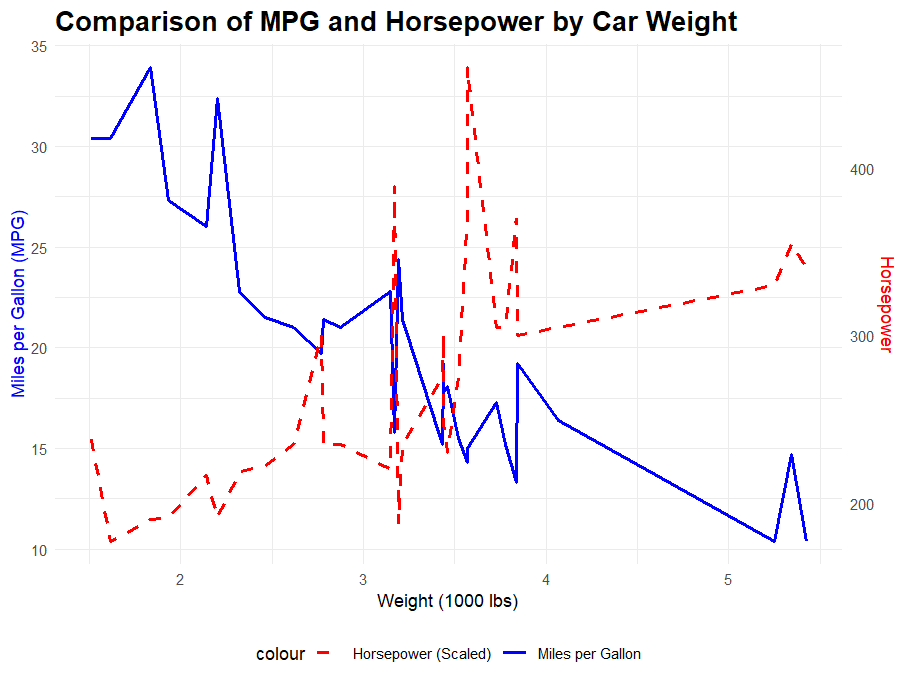 Comparison of MPG and Horsepower by Car Weight
Miles per Gallon (MPG)
35
30
25
20
15
10
400
300
200
Horsepower
2 3 4 5
Weight (1000 lbs)
colour Horsepower (Scaled) Miles per Gallon